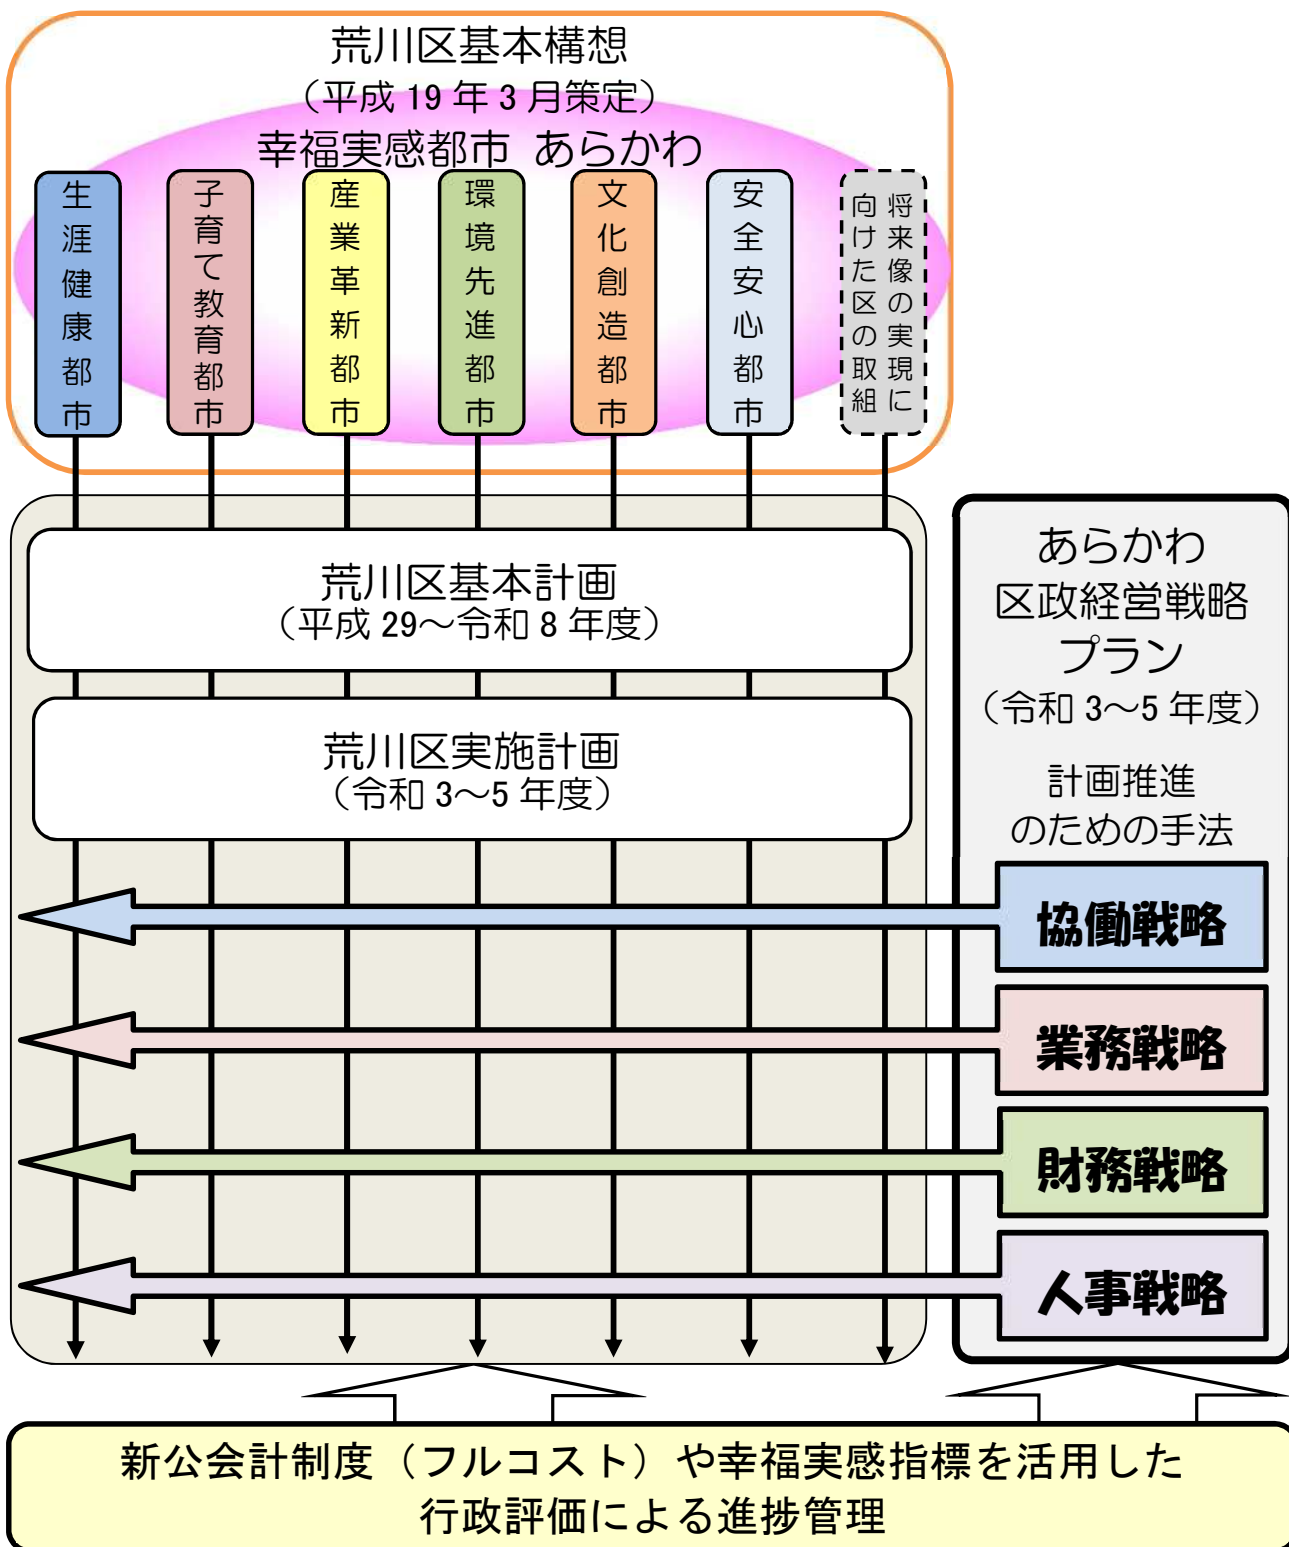 荒川区基本構想
（平成 19 年 3 月策定）
幸福実感都市 あらかわ
生涯健康都市
子育て教育都市
産業革新都市
環境先進都市
文化創造都市
安全安心都市
将来像の実現に
向けた区の取組
荒川区基本計画
（平成 29～令和 8 年度）
荒川区実施計画
（令和 3～5 年度）
あらかわ
区政経営戦略
プラン
（令和 3～5 年度）
計画推進
のための手法
協働戦略
業務戦略
財務戦略
人事戦略
新公会計制度（フルコスト）や幸福実感指標を活用した
行政評価による進捗管理